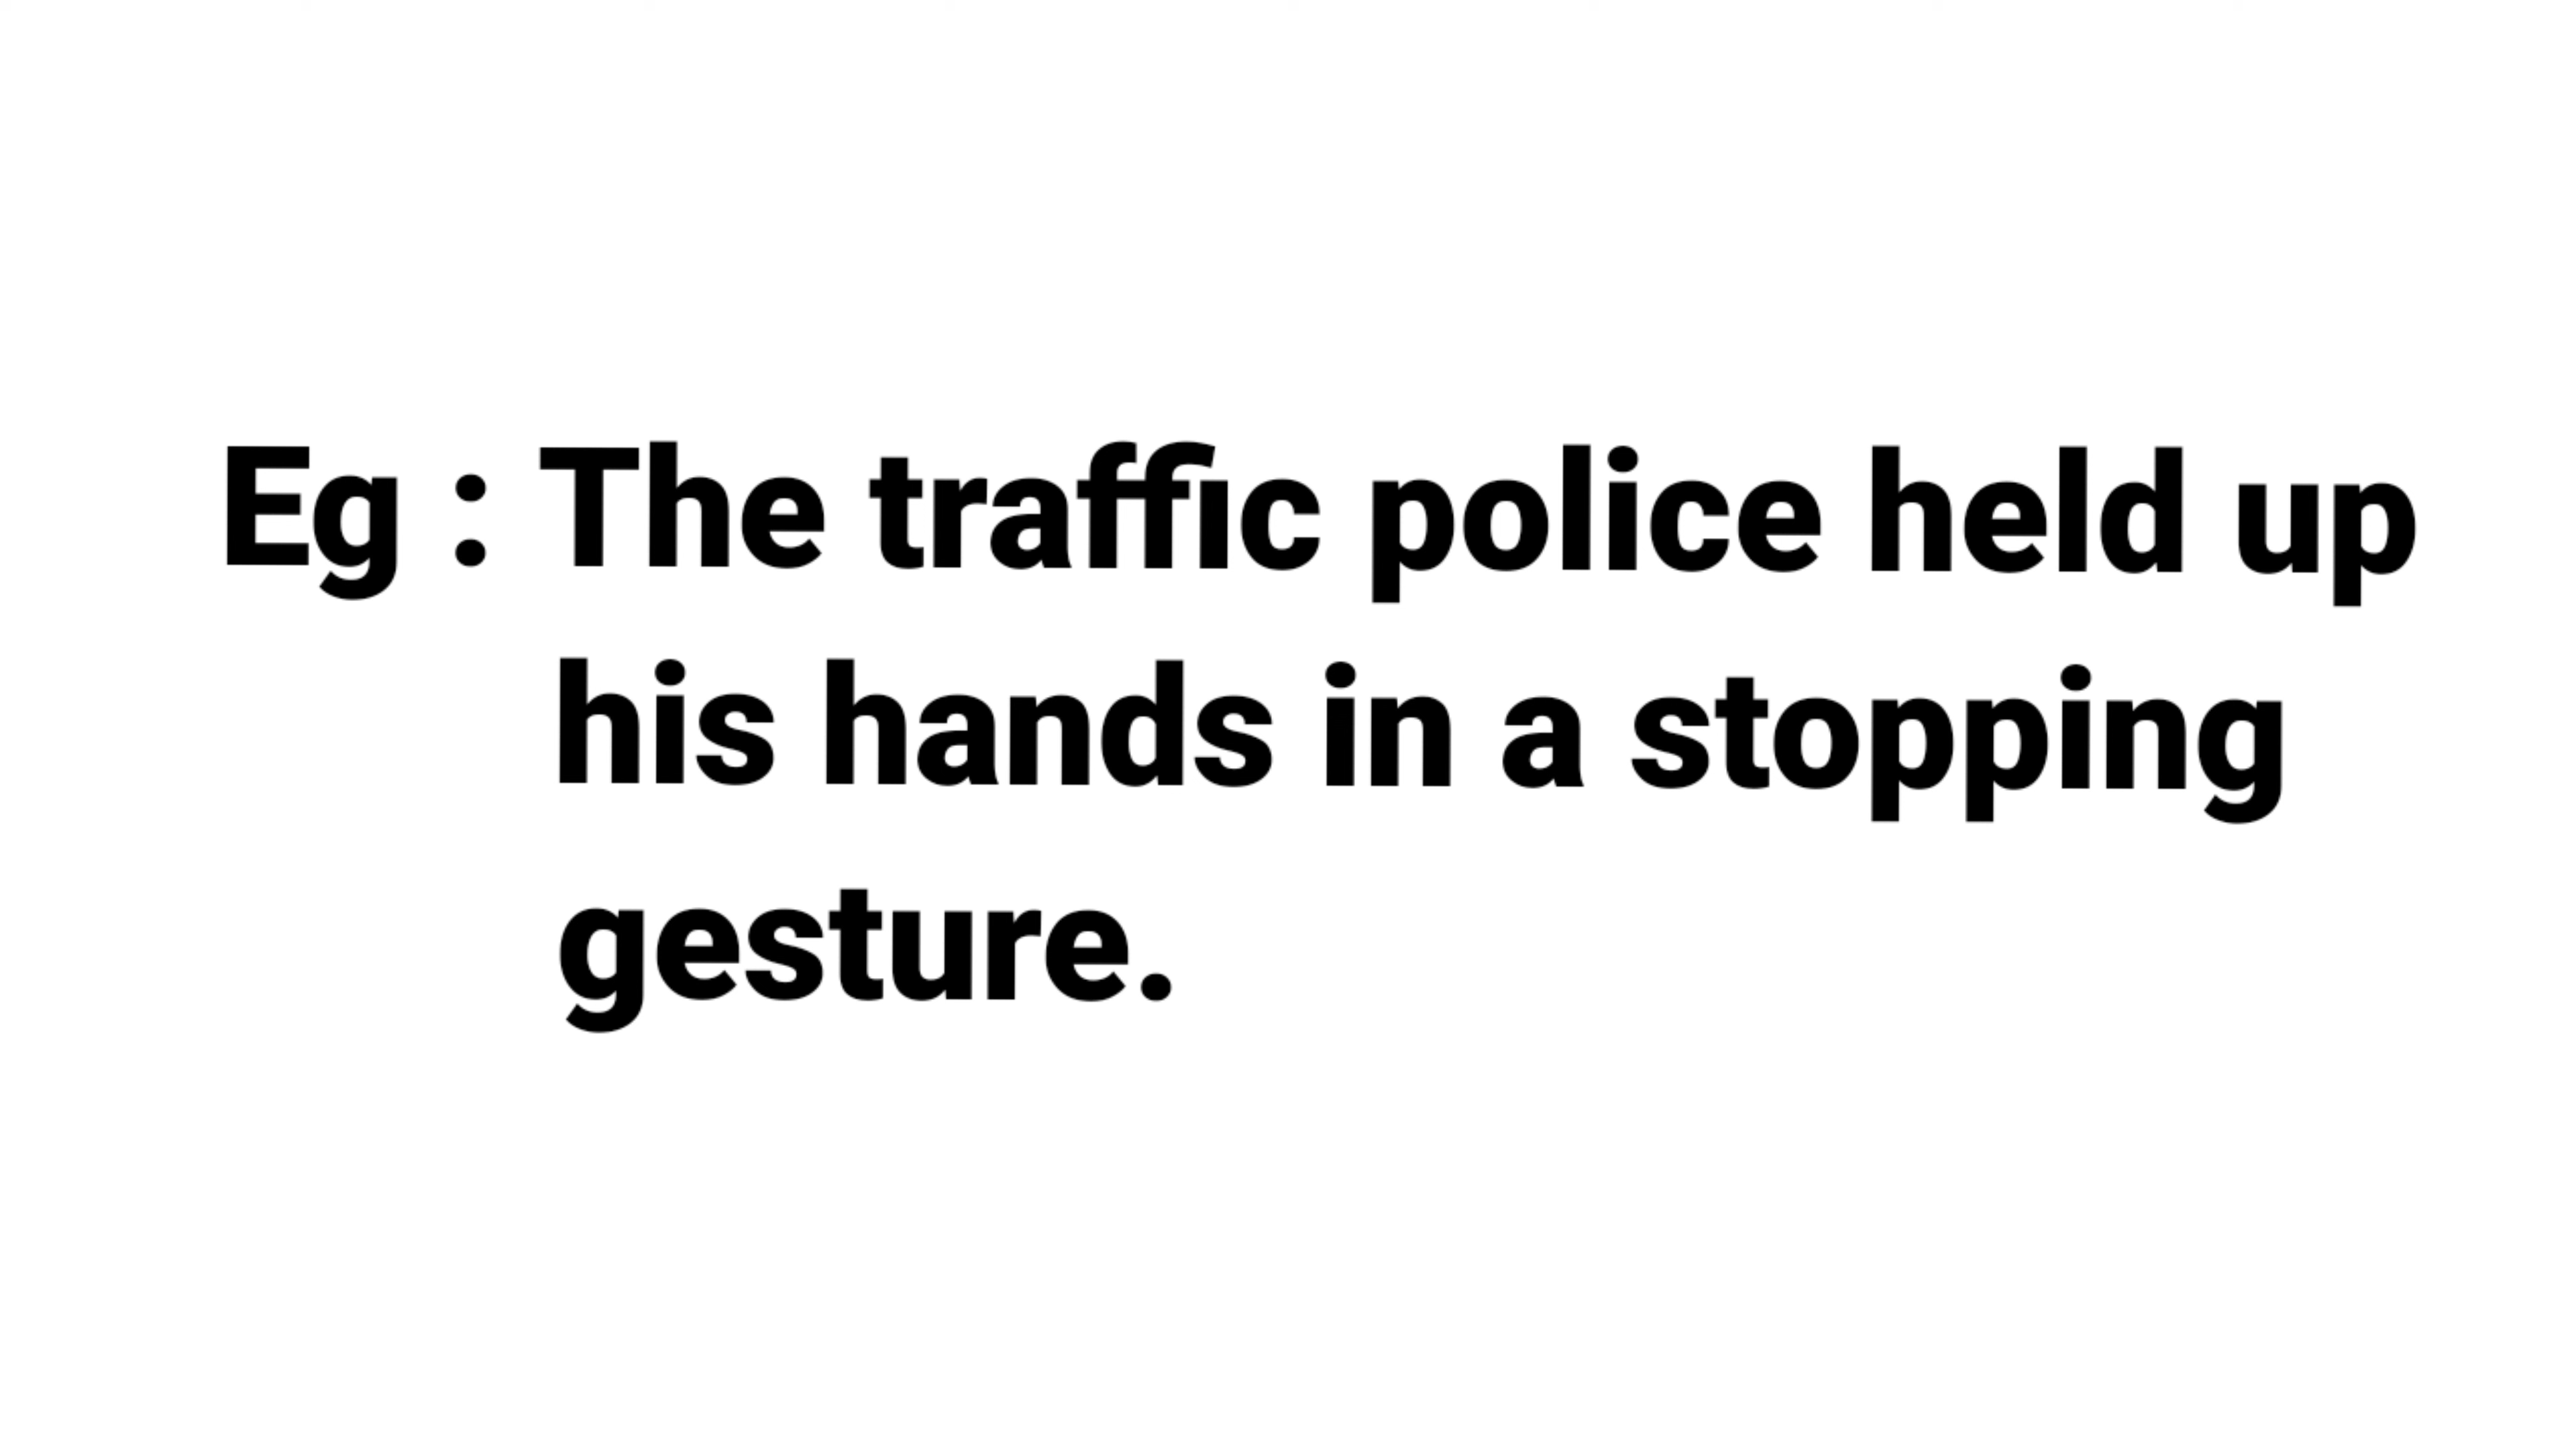 Eg : The traffic police held up
his hands in a stopping
gesture.